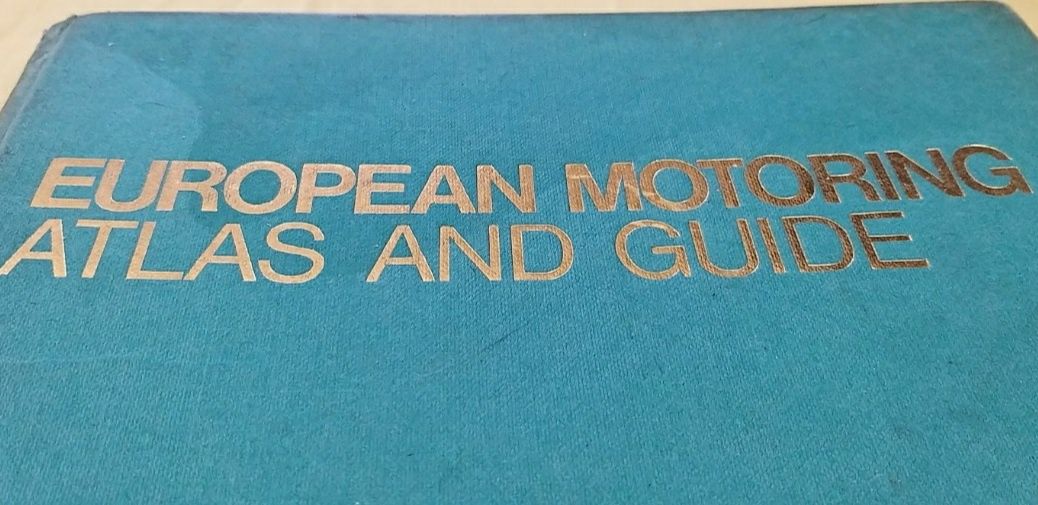 EUROPEAN MOTORING
ATLAS AND GUIDE